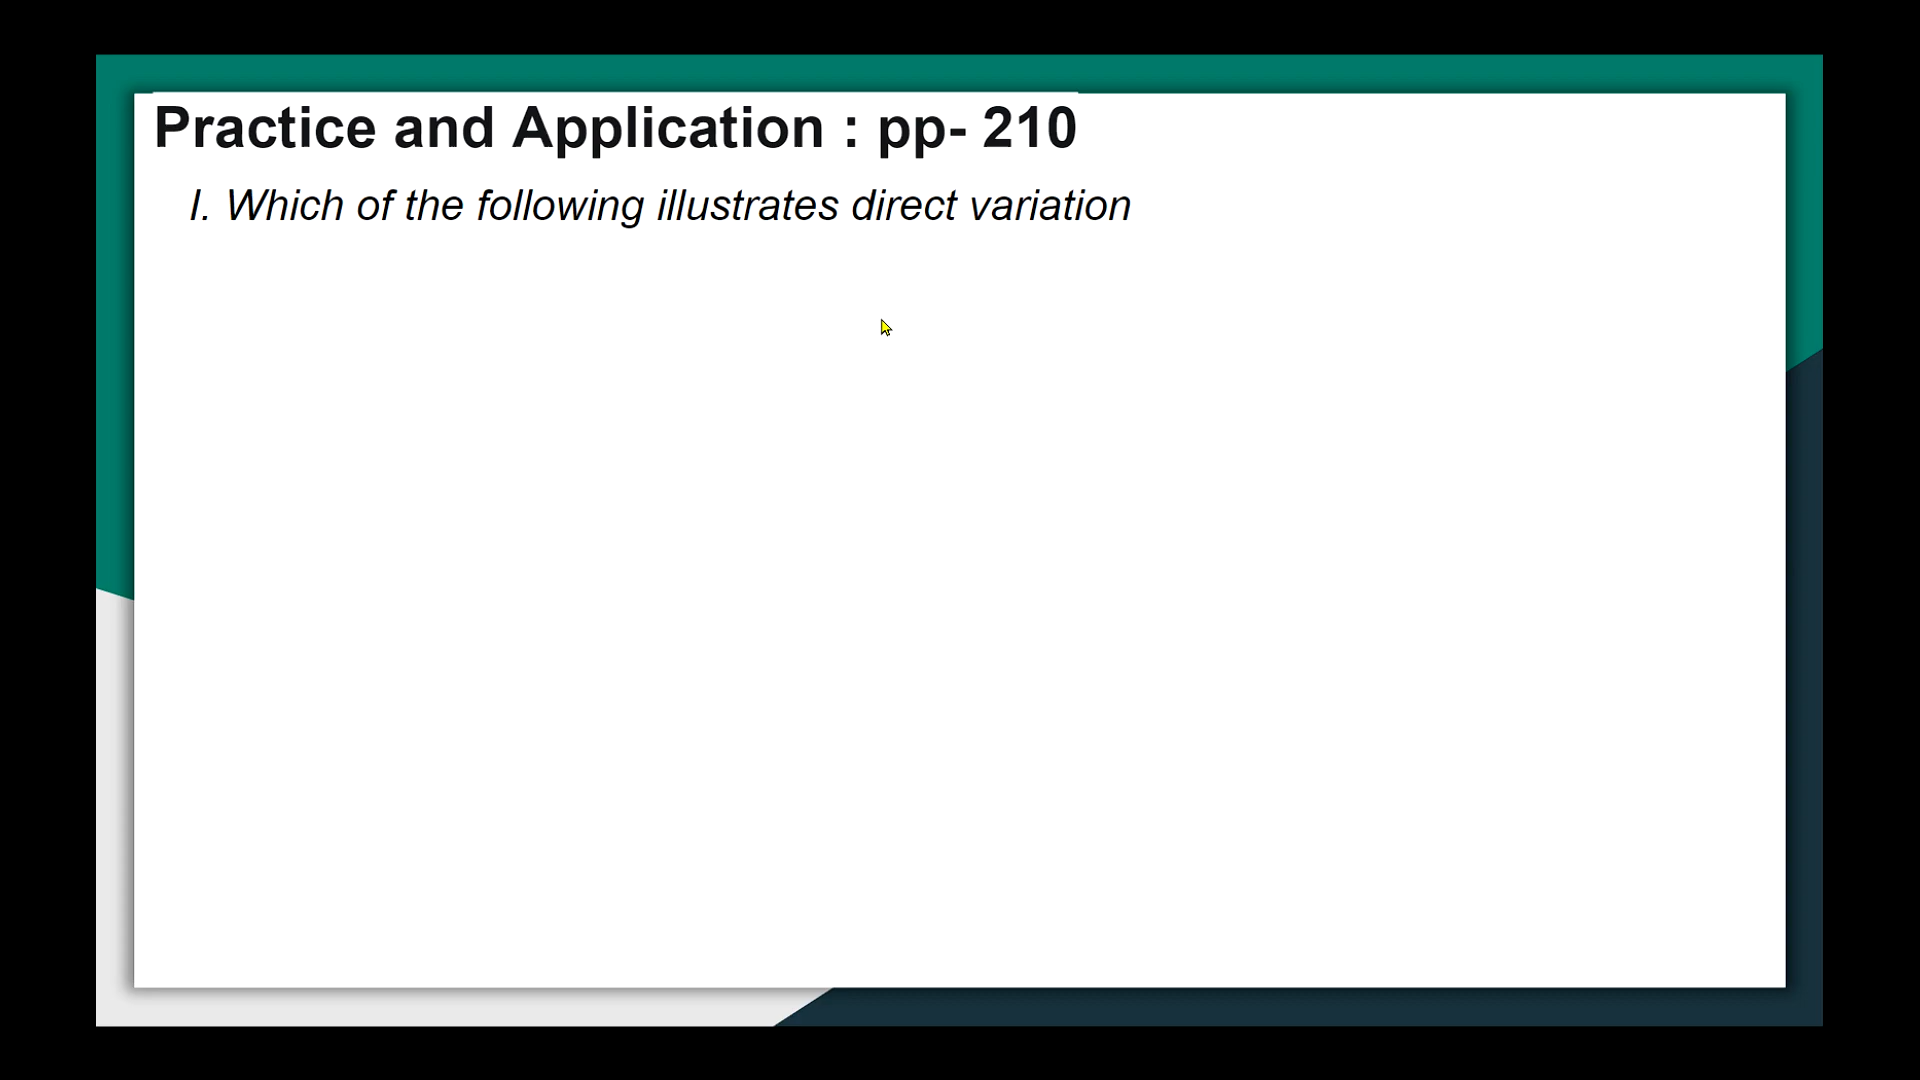 Practice and Application : pp- 210
I. Which of the following illustrates direct variation